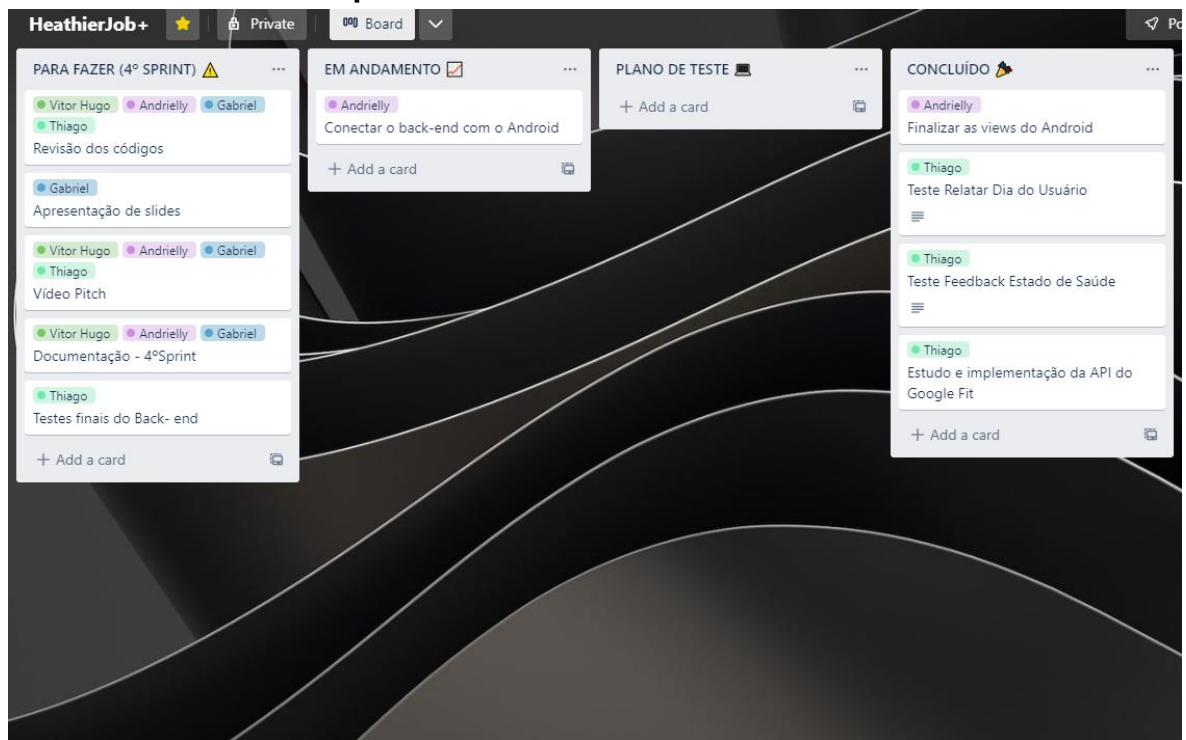 HeathierJob+ Private Board
PARA FAZER (4º SPRINT)
Vitor Hugo Andrielly Gabriel
Thiago
Revisão dos códigos
Gabriel
Apresentação de slides
Vitor Hugo Andrielly Gabriel
Thiago
Vídeo Pitch
Vitor Hugo Andrielly Gabriel
Documentação - 4ºSprint
Thiago
Testes finais do Back- end
+ Add a card
EM ANDAMENTO
Andrielly
Conectar o back-end com o Android
+ Add a card
PLANO DE TESTE
+ Add a card
CONCLUÍDO
Andrielly
Finalizar as views do Android
Thiago
Teste Relatar Dia do Usuário
Thiago
Teste Feedback Estado de Saúde
Thiago
Estudo e implementação da API do
Google Fit
+ Add a card